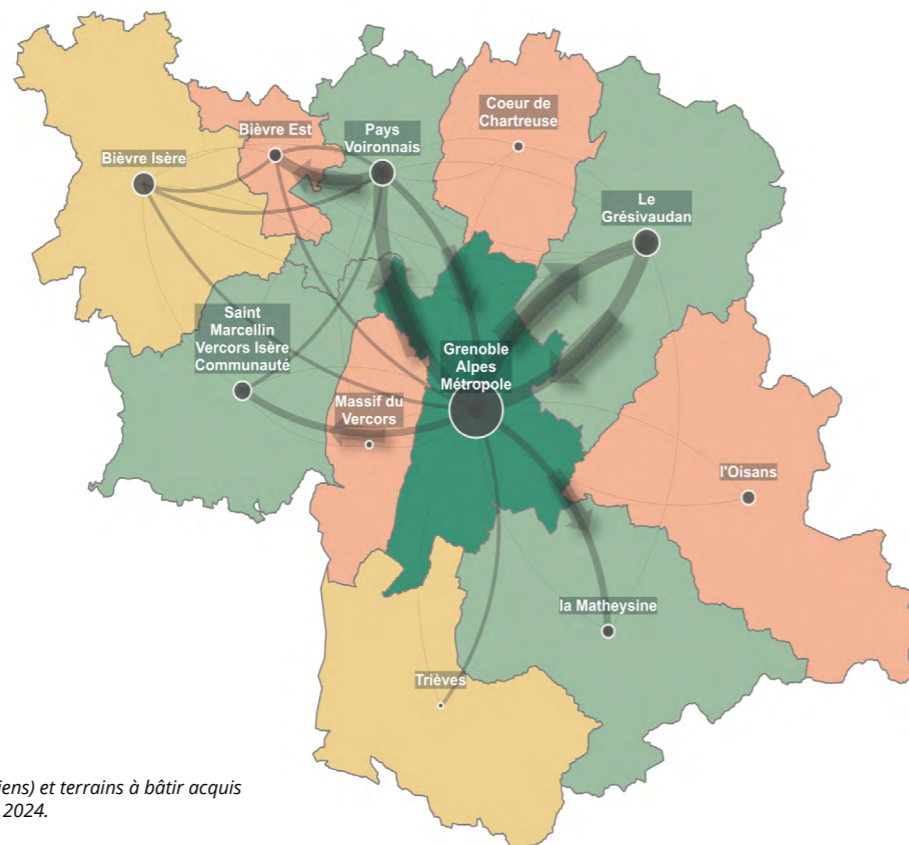 Coeur de
Chartreuse
Bièvre Est
Pays
Voironnais
Bièvre Isère
Le
Grésivaudan
Saint
Marcellin
Vercors Isère
Communauté
Grenoble
Alpes
Métropole
Massif du
Vercors
l'Oisans
la Matheysine
Trièves
iens) et terrains à bâtir acquis
2024.